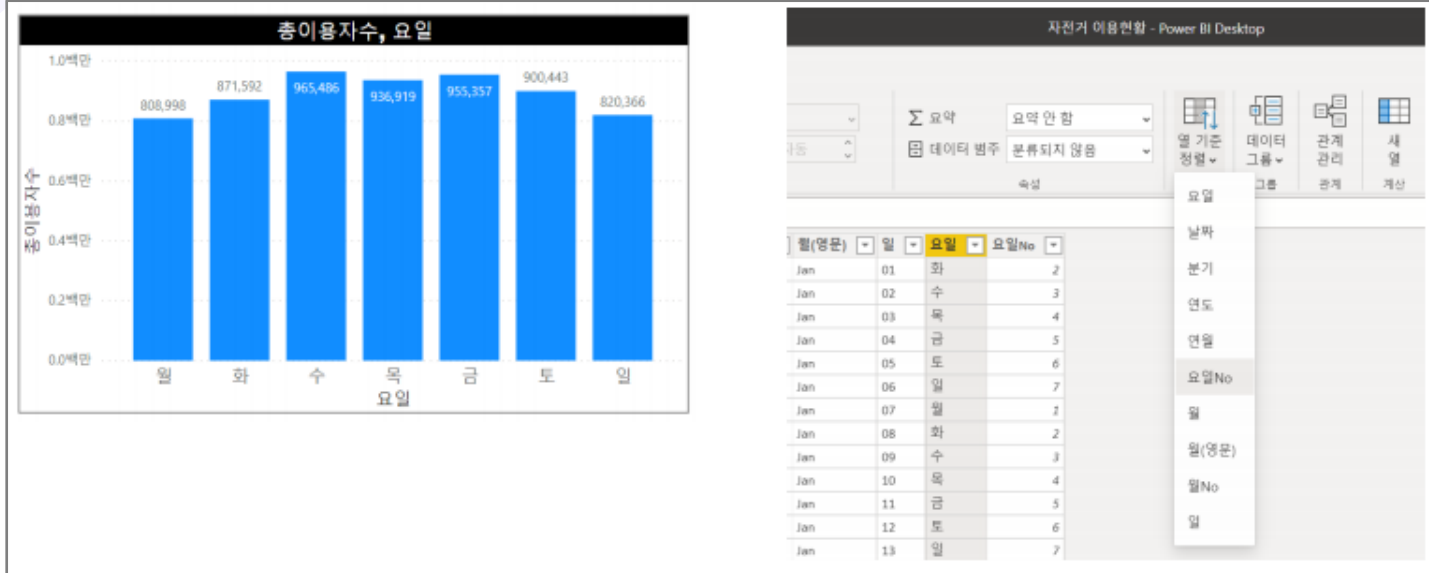 총이용자수, 요일
1.0백만
0.8백만
0.6백만
0.4백만
0.2백만
0.0백만
총이용자수
808,998
871,592
965,486
936,919
955,357
900,443
820,366
월 화 수 목 금 토 일
요일
자전거 이용현황 - Power BI Desktop
요약 요약 안 함
데이터 범주 분류되지 않음
속성
열 기준 정렬
데이터 그룹
관계 관리
새 열
그룹 관계 계산
요일
날짜
분기
연도
연월
요일No
월
월(영문)
월No
일
월(영문) 일 요일 요일No
Jan 01 화 2
Jan 02 수 3
Jan 03 목 4
Jan 04 금 5
Jan 05 토 6
Jan 06 일 7
Jan 07 월 1
Jan 08 화 2
Jan 09 수 3
Jan 10 목 4
Jan 11 금 5
Jan 12 토 6
Jan 13 일 7